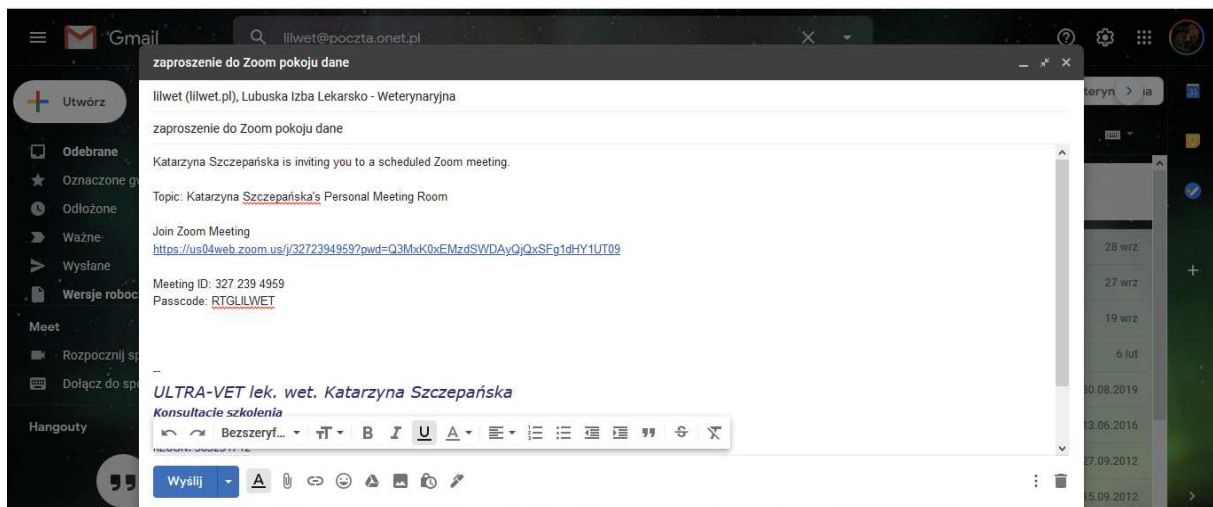 Gmail
lilwet@poczta.onet.pl
zaproszenie do Zoom pokoju dane
Utwórz
lilwet (lilwet.pl), Lubuska Izba Lekarsko - Weterynaryjna
zaproszenie do Zoom pokoju dane
Odebrane
Oznaczone
Odłożone
Ważne
Wysłane
Wersje roboc
Meet
Rozpocznij
Dołącz do
Hangouty
Katarzyna Szczepańska is inviting you to a scheduled Zoom meeting.
Topic: Katarzyna Szczepańska's Personal Meeting Room
Join Zoom Meeting
https://us04web.zoom.us/j/3272394959?pwd=Q3MxK0xEMzdSWDAyQjQxSFg1dHY1UT09
Meeting ID: 327 239 4959
Passcode: RTGLILWET
--
ULTRA-VET lek. wet. Katarzyna Szczepańska
Konsultacje szkolenia
Bezszeryf...
Wyślij
31
28 wrz
27 wrz
19 wrz
6 lut
30.08.2019
13.06.2016
27.09.2012
15.09.2012